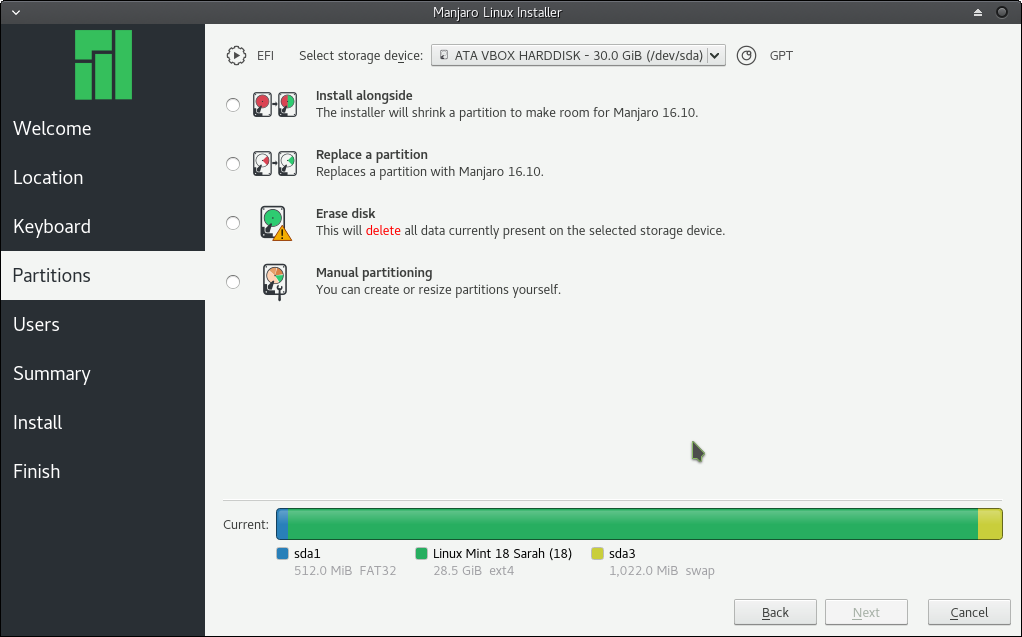 Manjaro Linux Installer
Welcome
Location
Keyboard
Partitions
Users
Summary
Install
Finish
EFI Select storage device: ATA VBOX HARDDISK - 30.0 GiB (/dev/sda) GPT
Install alongside
The installer will shrink a partition to make room for Manjaro 16.10.
Replace a partition
Replaces a partition with Manjaro 16.10.
Erase disk
This will delete all data currently present on the selected storage device.
Manual partitioning
You can create or resize partitions yourself.
Current:
sda1 Linux Mint 18 Sarah (18) sda3
512.0 MiB FAT32 28.5 GiB ext4 1,022.0 MiB swap
Back Next Cancel